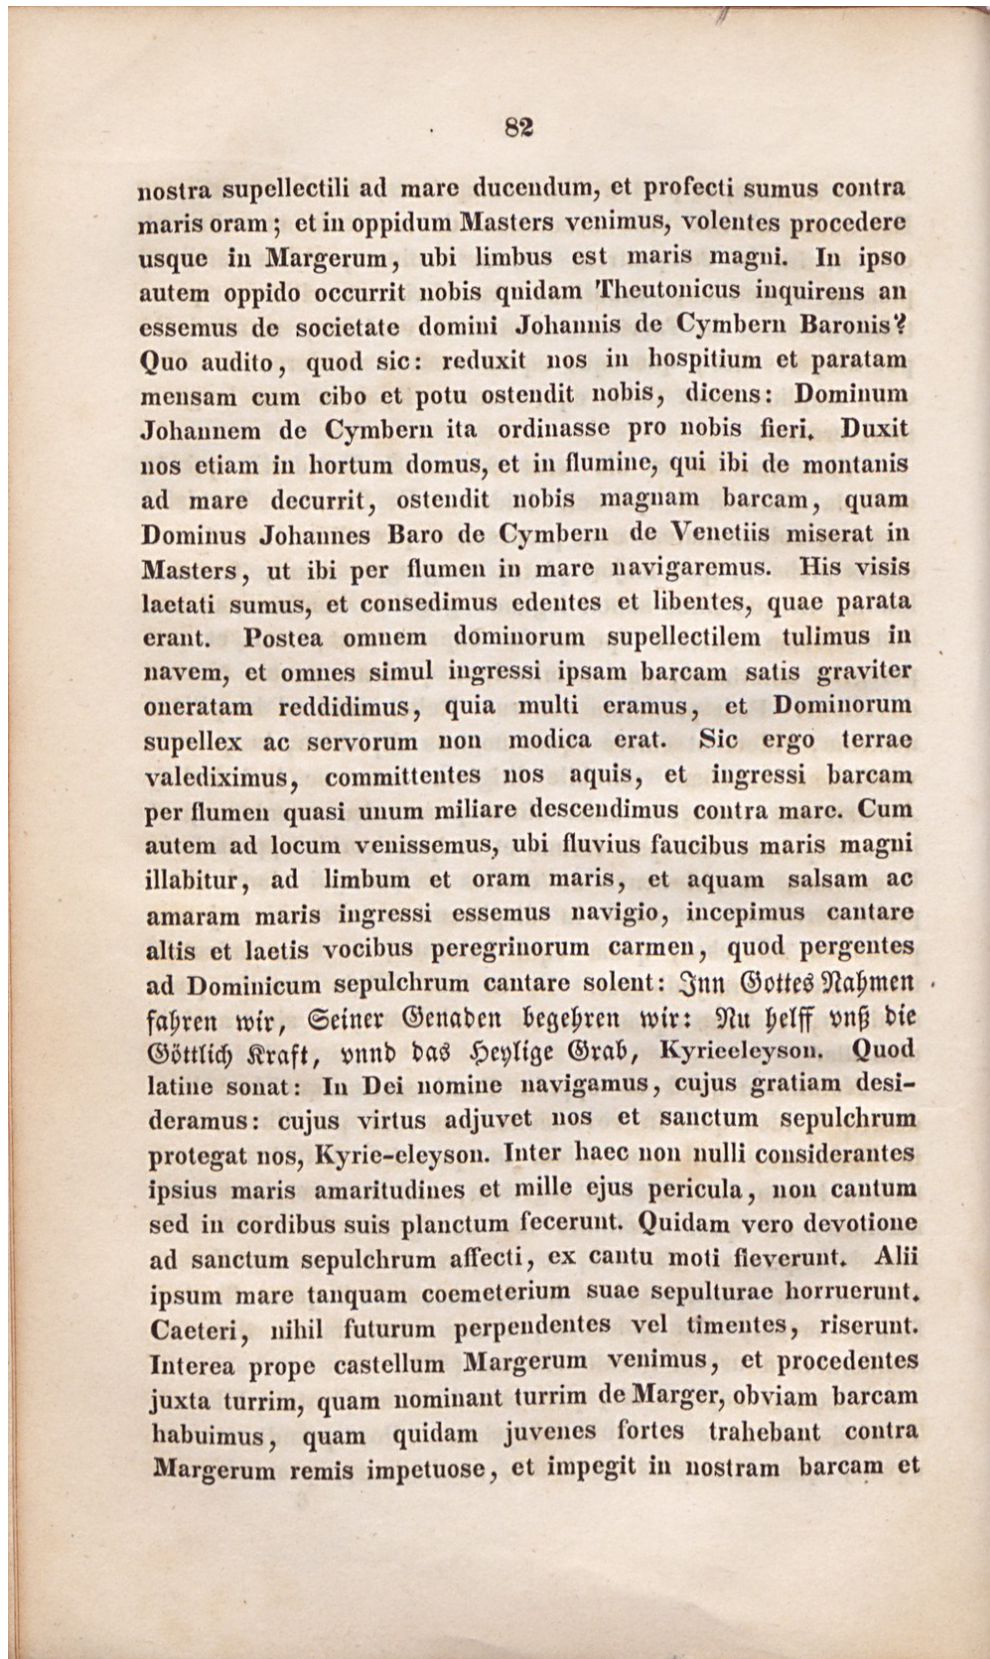 82
nostra supellectili ad mare ducendum, et profecti sumus contra
maris oram; et in oppidum Masters venimus, volentes procedere
usque in Margerum, ubi limbus est maris magni. In ipso
autem oppido occurrit nobis quidam Theutonicus inquirens an
essemus de societate domini Johannis de Cymbern Baronis?
Quo audito, quod sic: reduxit nos in hospitium et paratam
mensam cum cibo et potu ostendit nobis, dicens: Dominum
Johannem de Cymbern ita ordinasse pro nobis fieri. Duxit
nos etiam in hortum domus, et in flumine, qui ibi de montanis
ad mare decurrit, ostendit nobis magnam barcam, quam
Dominus Johannes Baro de Cymbern de Venetiis miserat in
Masters, ut ibi per flumen in mare navigaremus. His visis
laetati sumus, et consedimus edentes et libentes, quae parata
erant. Postea omnem dominorum supellectilem tulimus in
navem, et omnes simul ingressi ipsam barcam satis graviter
oneratam reddidimus, quia multi eramus, et Dominorum
supellex ac servorum non modica erat. Sic ergo terrae
valediximus, committentes nos aquis, et ingressi barcam
per flumen quasi unum miliare descendimus contra mare. Cum
autem ad locum venissemus, ubi fluvius faucibus maris magni
illabitur, ad limbum et oram maris, et aquam salsam ac
amaram maris ingressi essemus navigio, incepimus cantare
altis et laetis vocibus peregrinorum carmen, quod pergentes
ad Dominicum sepulchrum cantare solent: Inn Gottes Nahmen
fahren wir, Seiner Genaden begehren wir: Nu helff vnß die
Göttlich Kraft, vnnd das Heylige Grab, Kyrieeleyson. Quod
latine sonat: In Dei nomine navigamus, cujus gratiam desi-
deramus: cujus virtus adjuvet nos et sanctum sepulchrum
protegat nos, Kyrie-eleyson. Inter haec non nulli considerantes
ipsius maris amaritudines et mille ejus pericula, non cantum
sed in cordibus suis planctum fecerunt. Quidam vero devotione
ad sanctum sepulchrum affecti, ex cantu moti fleverunt. Alii
ipsum mare tanquam coemeterium suae sepulturae horruerunt.
Caeteri, nihil futurum perpendentes vel timentes, riserunt.
Interea prope castellum Margerum venimus, et procedentes
juxta turrim, quam nominant turrim de Marger, obviam barcam
habuimus, quam quidam juvenes fortes trahebant contra
Margerum remis impetuose, et impegit in nostram barcam et